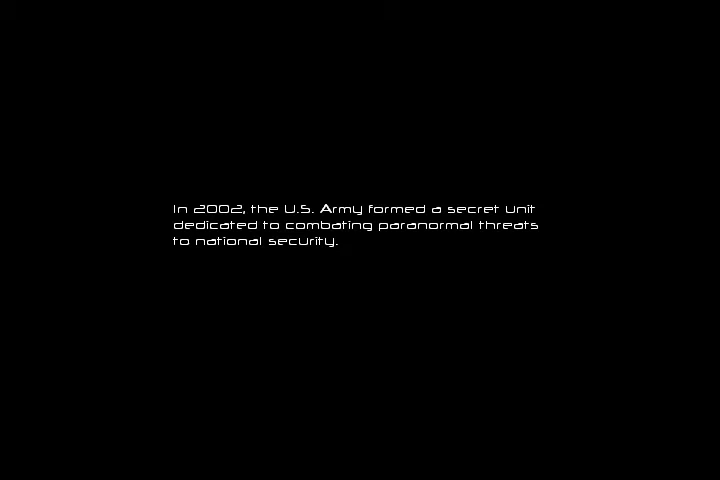 In 2002, the U.S. Army formed a secret unit
dedicated to combating paranormal threats
to national security.